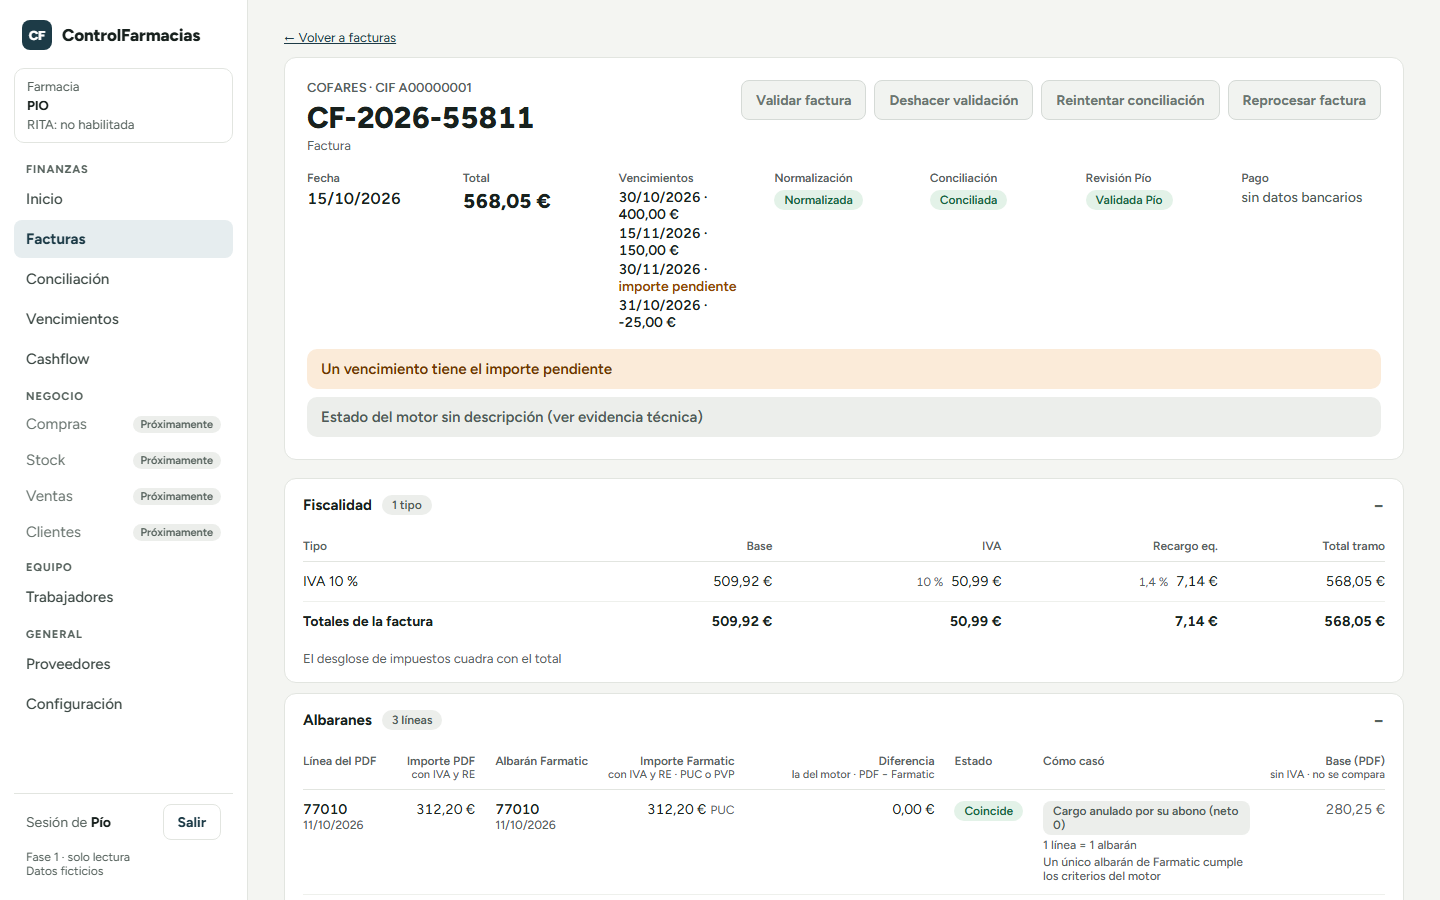 CF ControlFarmacias
Farmacia
PIO
RITA: no habilitada
FINANZAS
Inicio
Facturas
Conciliación
Vencimientos
Cashflow
NEGOCIO
Compras Próximamente
Stock Próximamente
Ventas Próximamente
Clientes Próximamente
EQUIPO
Trabajadores
GENERAL
Proveedores
Configuración
Sesión de Pío Salir
Fase 1 · solo lectura
Datos ficticios
← Volver a facturas
COFARES · CIF A00000001
CF-2026-55811
Factura
Validar factura Deshacer validación Reintentar conciliación Reprocesar factura
Fecha
15/10/2026
Total
568,05 €
Vencimientos
30/10/2026 ·
400,00 €
15/11/2026 ·
150,00 €
30/11/2026 ·
importe pendiente
31/10/2026 ·
-25,00 €
Normalización
Normalizada
Conciliación
Conciliada
Revisión Pío
Validada Pío
Pago
sin datos bancarios
Un vencimiento tiene el importe pendiente
Estado del motor sin descripción (ver evidencia técnica)
Fiscalidad 1 tipo −
Tipo Base IVA Recargo eq. Total tramo
IVA 10 % 509,92 € 10 % 50,99 € 1,4 % 7,14 € 568,05 €
Totales de la factura 509,92 € 50,99 € 7,14 € 568,05 €
El desglose de impuestos cuadra con el total
Albaranes 3 líneas −
Línea del PDF Importe PDF Albarán Farmatic Importe Farmatic Diferencia Estado Cómo casó Base (PDF)
con IVA y RE con IVA y RE · PUC o PVP la del motor · PDF − Farmatic sin IVA · no se compara
77010 312,20 € 77010 312,20 € PUC 0,00 € Coincide Cargo anulado por su abono (neto 280,25 €
11/10/2026 11/10/2026 0)
1 línea = 1 albarán
Un único albarán de Farmatic cumple
los criterios del motor